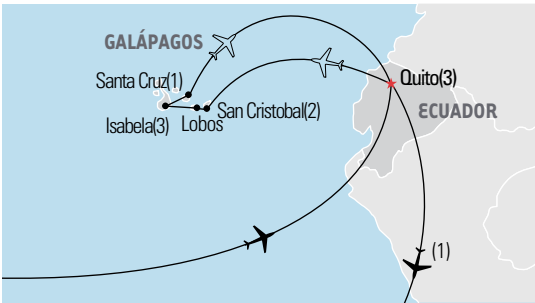 GALÁPAGOS
Santa Cruz(1)
Quito(3)
Isabela(3)
Lobos
San Cristobal(2)
ECUADOR
(1)